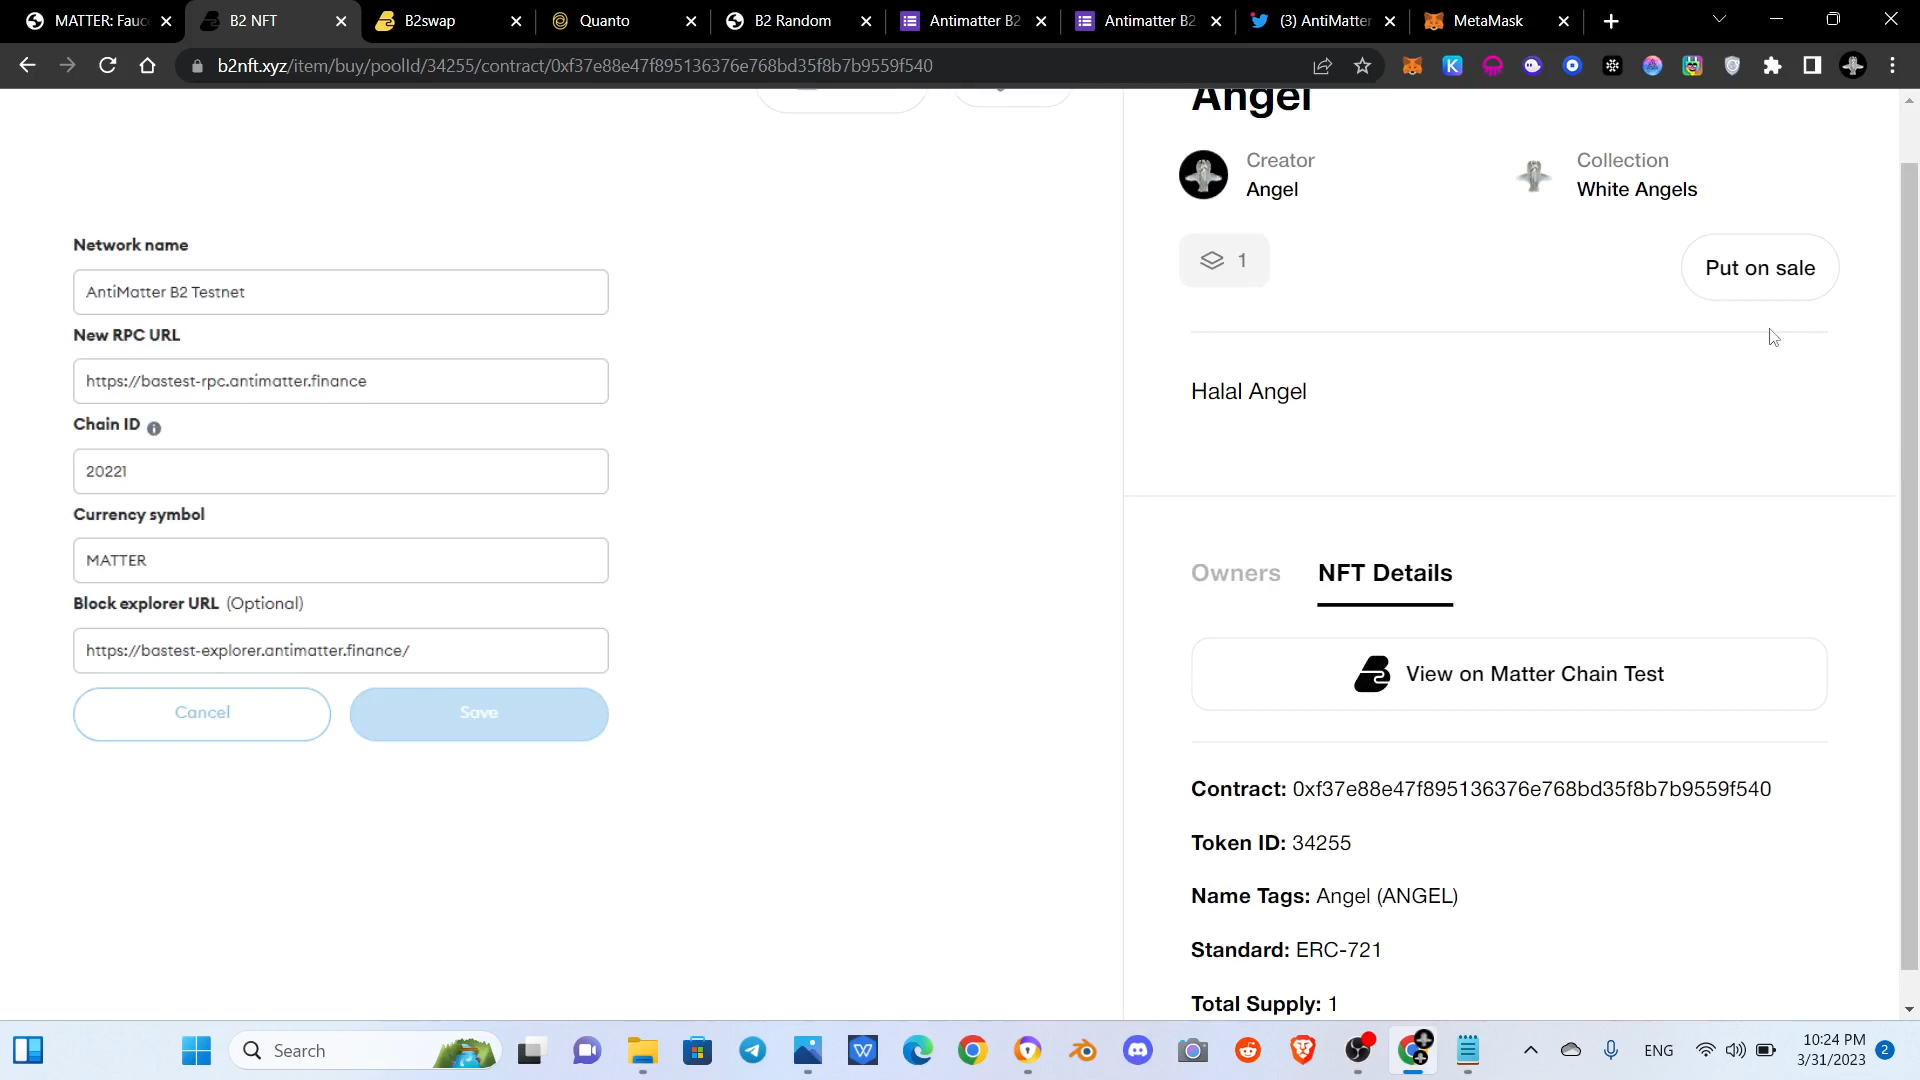 MATTER: Fauc
B2 NFT
B2swap
Quanto
B2 Random
Antimatter B2
Antimatter B2
(3) AntiMatter
MetaMask
b2nft.xyz/item/buy/poolId/34255/contract/0xf37e88e47f895136376e768bd35f8b7b9559f540
Angel
Creator
Angel
Collection
White Angels
1
Put on sale
Halal Angel
Network name
AntiMatter B2 Testnet
New RPC URL
https://bastest-rpc.antimatter.finance
Chain ID
20221
Currency symbol
MATTER
Block explorer URL (Optional)
https://bastest-explorer.antimatter.finance/
Cancel
Save
Owners
NFT Details
View on Matter Chain Test
Contract: 0xf37e88e47f895136376e768bd35f8b7b9559f540
Token ID: 34255
Name Tags: Angel (ANGEL)
Standard: ERC-721
Total Supply: 1
Search
ENG
10:24 PM
3/31/2023
2